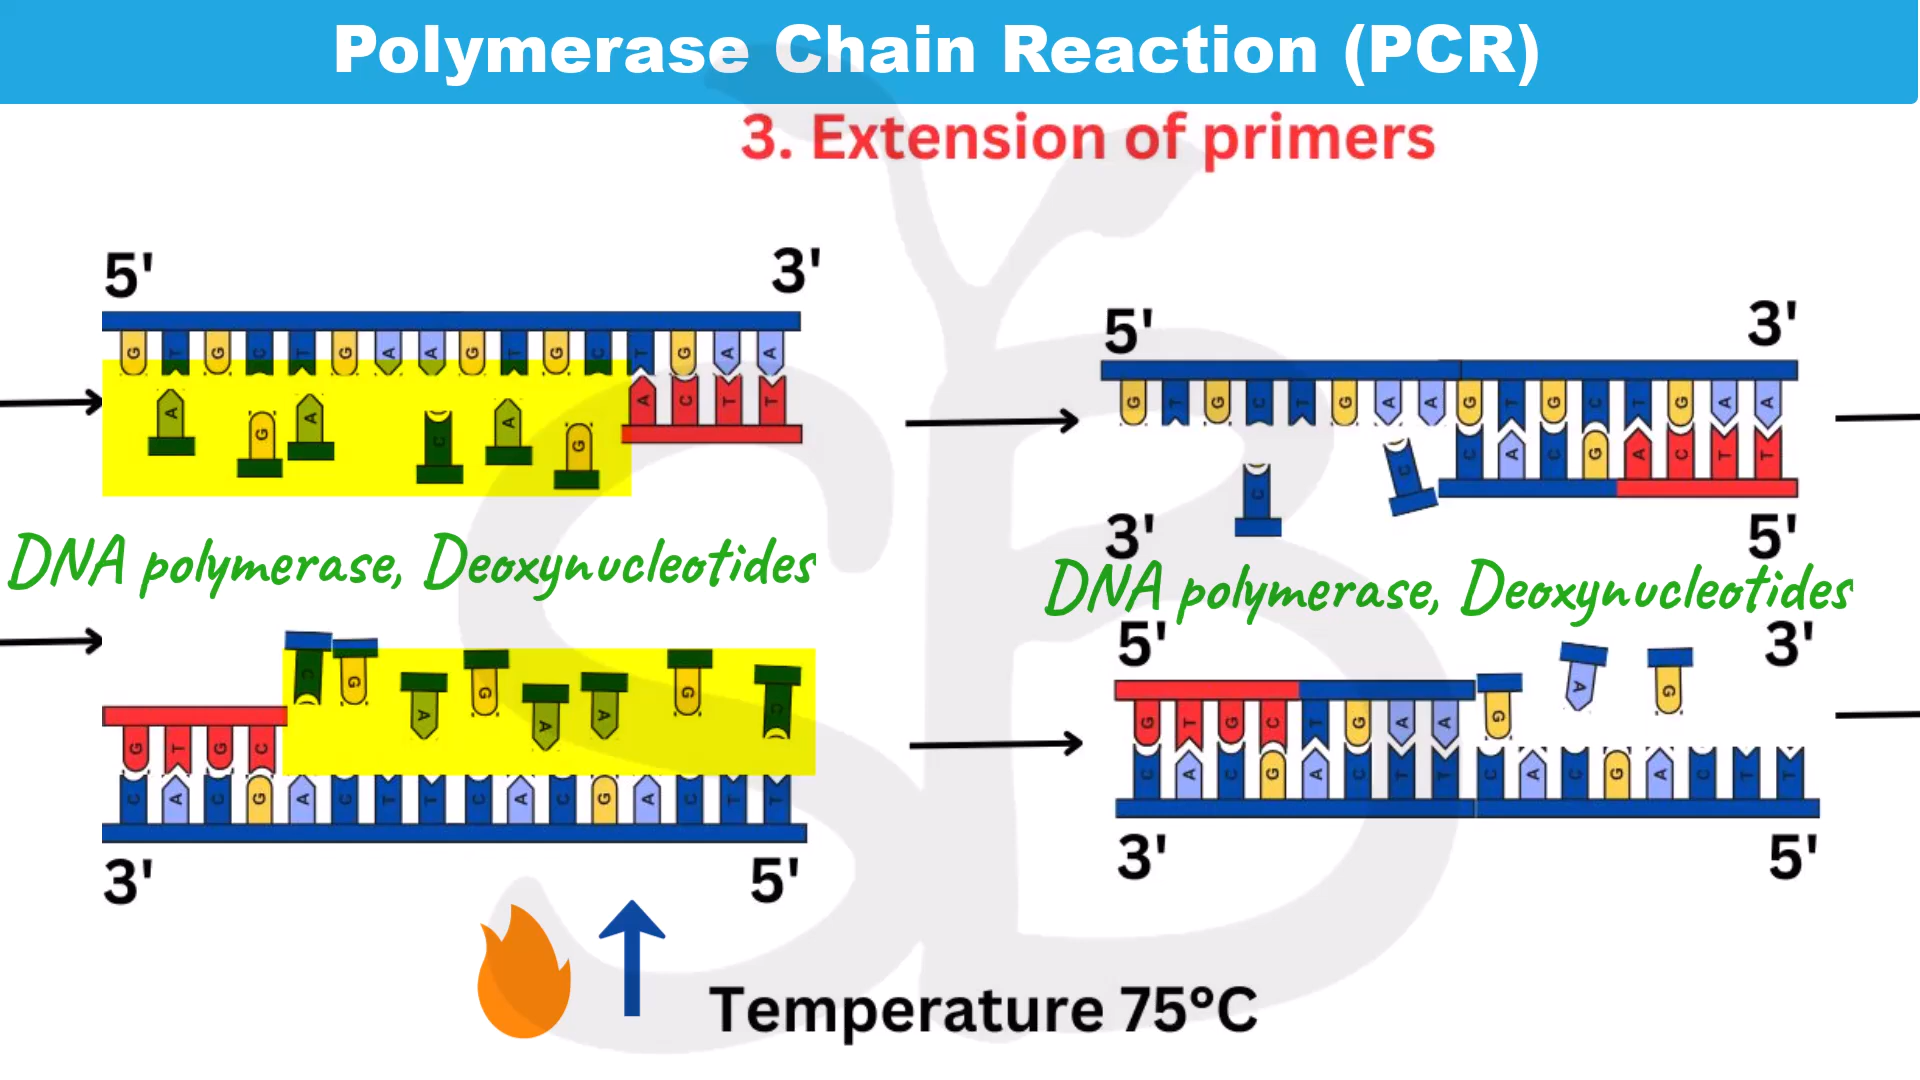 Polymerase Chain Reaction (PCR)
3. Extension of primers
5' 3'
G T G C T G A A G T G C T G A A
A G A C A G A C T T
DNA polymerase, Deoxynucleotides
C G A G A A G C
G T G C
C A C G A C T T C A C G A C T T
3' 5'
5' 3'
G T G C T G A A G T G C T G A A
C C C A C G A C T T
3' 5'
DNA polymerase, Deoxynucleotides
5' 3'
G T G C T G A A G A G
C A C G A C T T C A C G A C T T
3' 5'
Temperature 75°C
SB